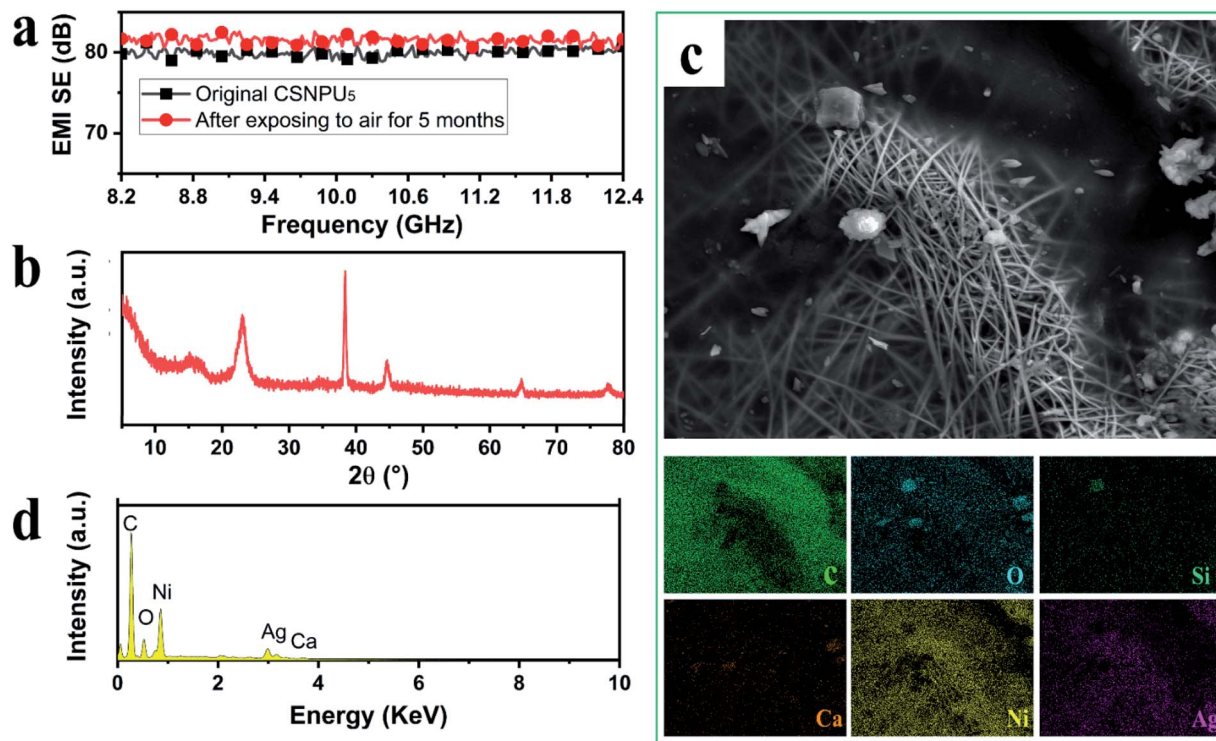 a
EMI SE (dB)
80
70
Original CSNPU₅
After exposing to air for 5 months
8.2 8.8 9.4 10.0 10.6 11.2 11.8 12.4
Frequency (GHz)
b
Intensity (a.u.)
10 20 30 40 50 60 70 80
2θ (°)
d
Intensity (a.u.)
C
O
Ni
Ag
Ca
0 2 4 6 8 10
Energy (KeV)
c
C
O
Si
Ca
Ni
Ag